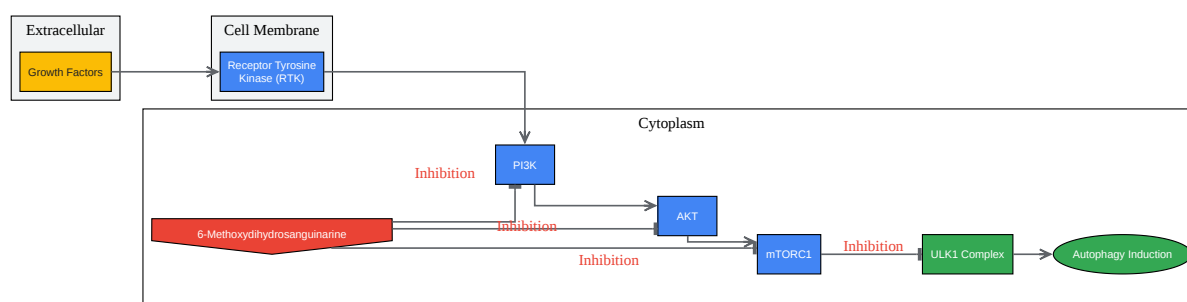 Extracellular
Cell Membrane
Growth Factors
Receptor Tyrosine
Kinase (RTK)
Cytoplasm
PI3K
Inhibition
AKT
Inhibition
6-Methoxydihydrosanguinarine
Inhibition
mTORC1
Inhibition
ULK1 Complex
Autophagy Induction